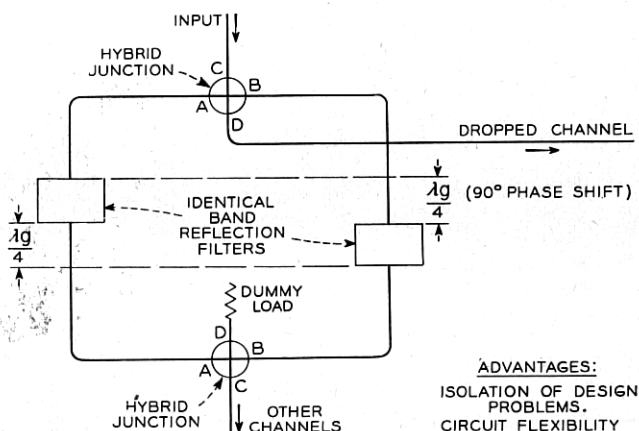 INPUT
HYBRID
JUNCTION
C
A B
D
DROPPED CHANNEL
λg
4
(90° PHASE SHIFT)
IDENTICAL
BAND
REFLECTION
FILTERS
λg
4
DUMMY
LOAD
D
A B
C
HYBRID
JUNCTION
OTHER
CHANNELS
ADVANTAGES:
ISOLATION OF DESIGN
PROBLEMS.
CIRCUIT FLEXIBILITY